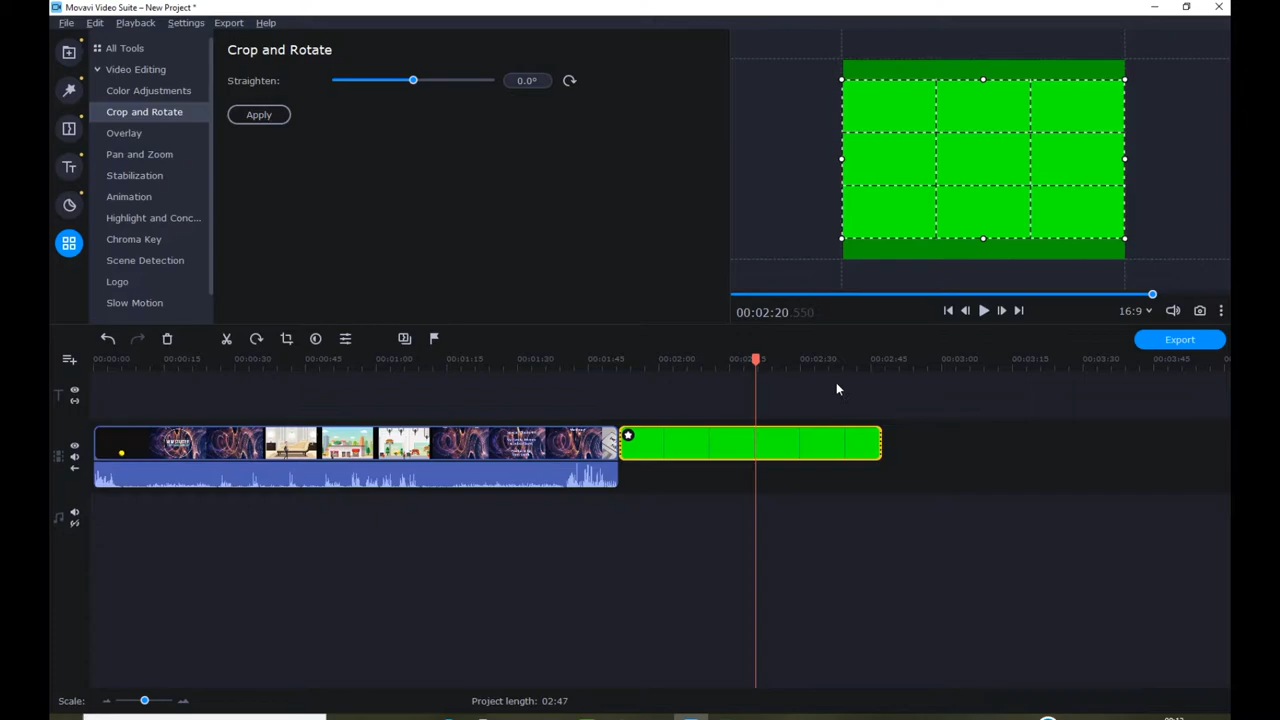 Movavi Video Suite – New Project *
File Edit Playback Settings Export Help
All Tools
Video Editing
Color Adjustments
Crop and Rotate
Overlay
Pan and Zoom
Stabilization
Animation
Highlight and Conc...
Chroma Key
Scene Detection
Logo
Slow Motion
Crop and Rotate
Straighten: 0.0°
Apply
00:02:20.550
16:9
Export
00:00:00 00:00:15 00:00:30 00:00:45 00:01:00 00:01:15 00:01:30 00:01:45 00:02:00 00:02:30 00:02:45 00:03:00 00:03:15 00:03:30 00:03:45
Scale:
Project length: 02:47